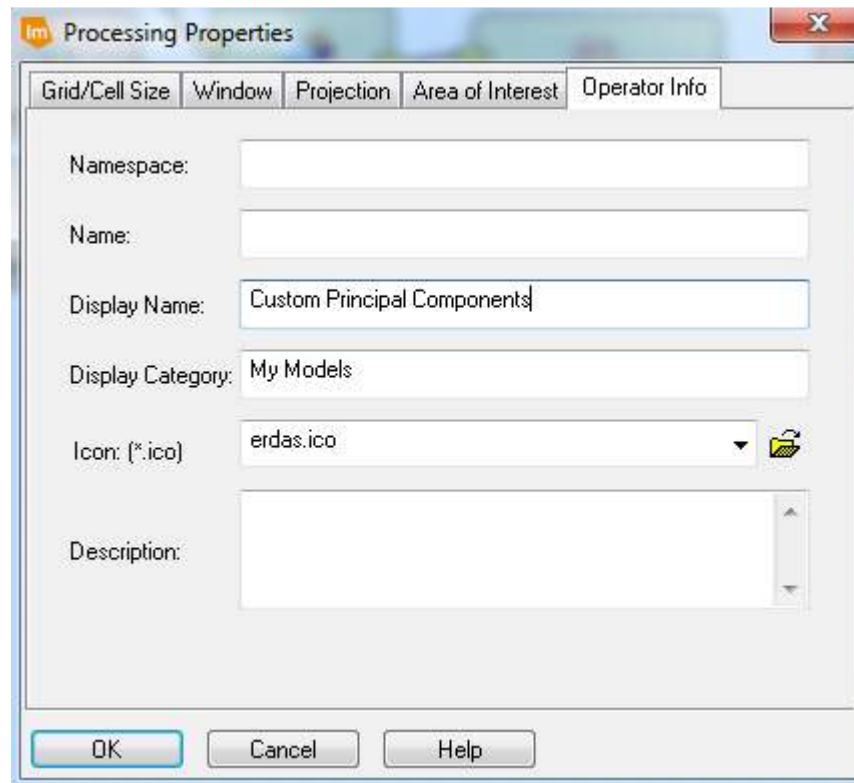 Im Processing Properties
Grid/Cell Size Window Projection Area of Interest Operator Info
Namespace:
Name:
Display Name: Custom Principal Components
Display Category: My Models
Icon: (*.ico) erdas.ico
Description:
OK Cancel Help